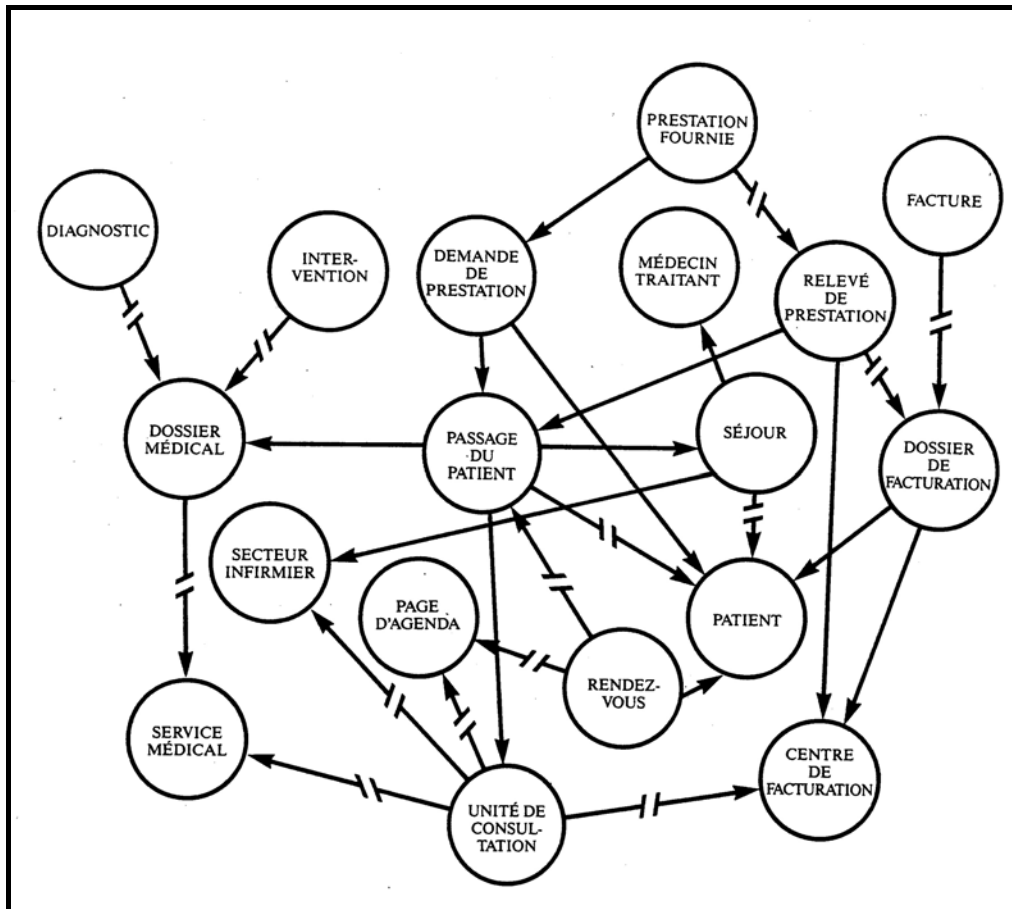 PRESTATION
FOURNIE
FACTURE
DIAGNOSTIC
INTER-
VENTION
DEMANDE
DE
PRESTATION
MÉDECIN
TRAITANT
RELEVÉ
DE
PRESTATION
DOSSIER
MÉDICAL
PASSAGE
DU
PATIENT
SÉJOUR
DOSSIER
DE
FACTURATION
SECTEUR
INFIRMIER
PAGE
D'AGENDA
PATIENT
RENDEZ-
VOUS
SERVICE
MÉDICAL
UNITÉ DE
CONSUL-
TATION
CENTRE
DE
FACTURATION